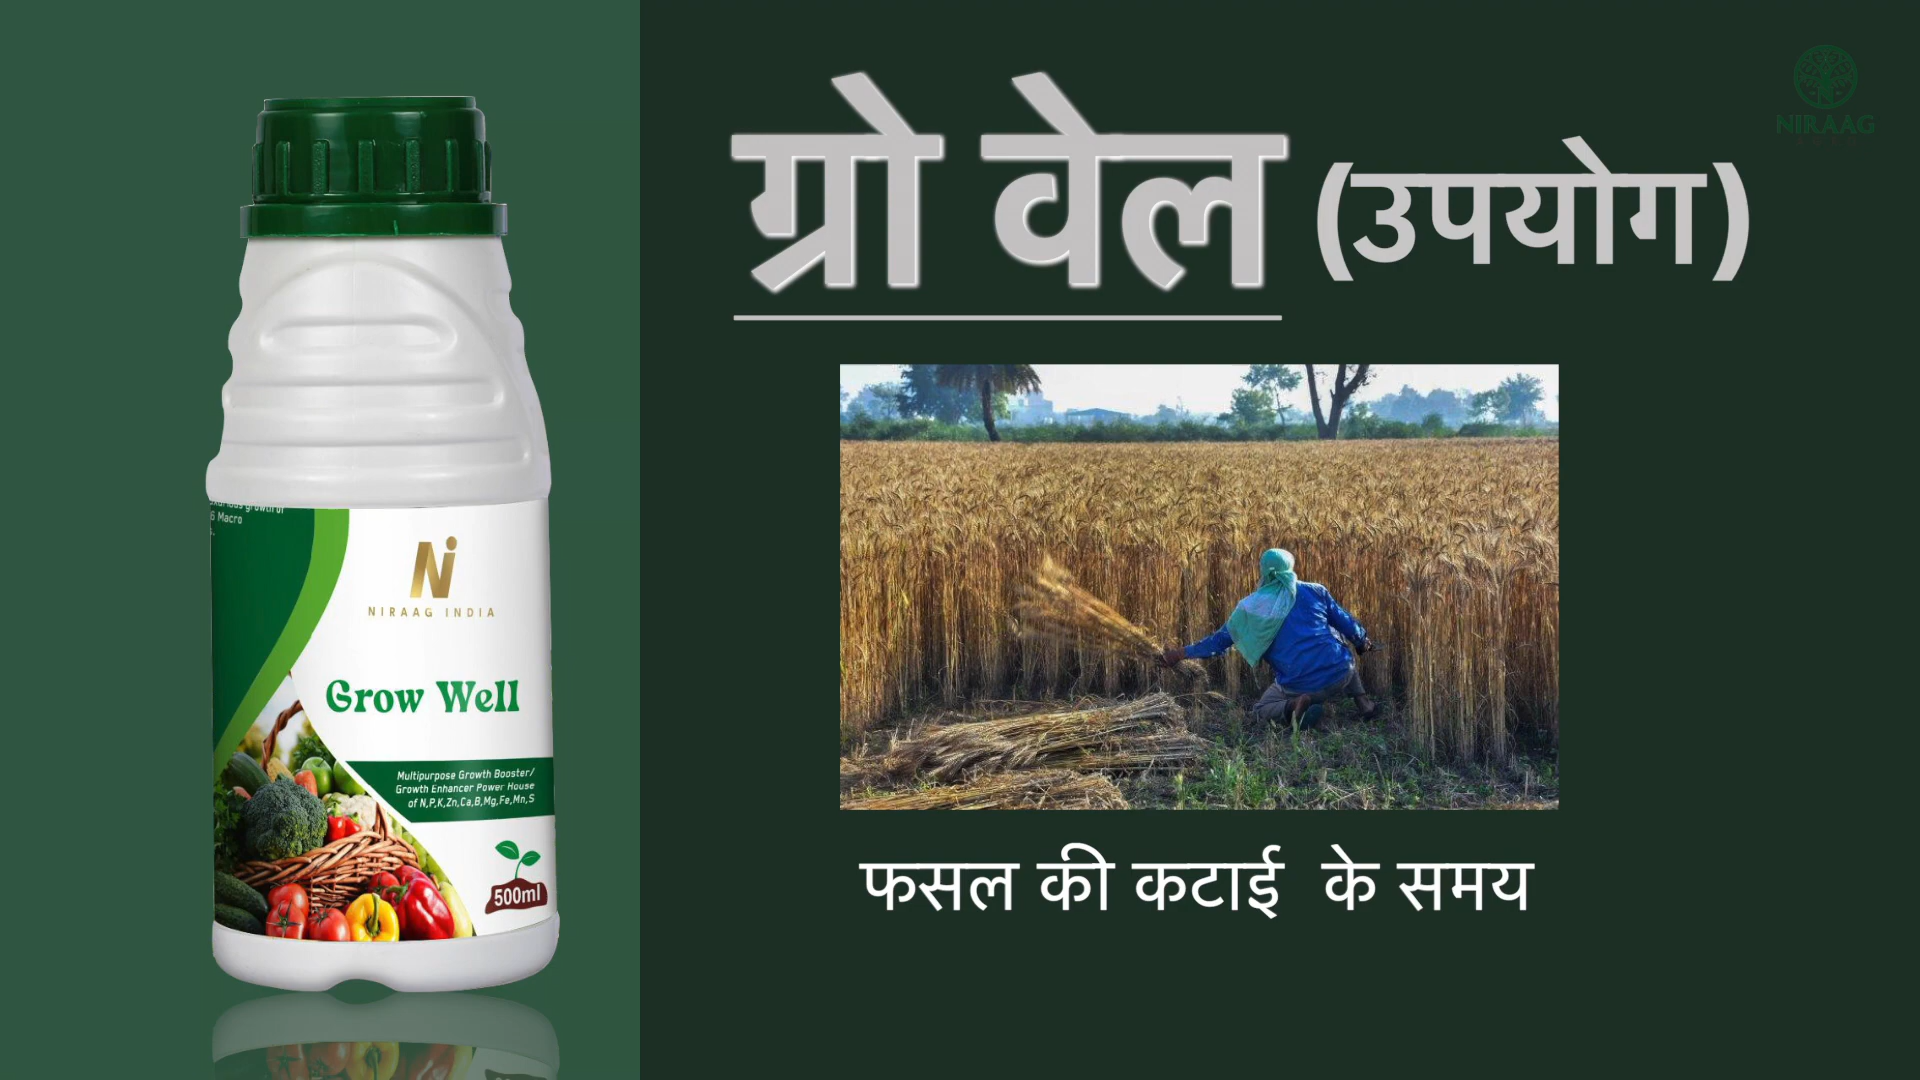 ग्रो वेल (उपयोग)
NIRAAG
6 Macro
NIRAAG INDIA
Grow Well
Multipurpose Growth Booster/
Growth Enhancer Power House
of N,P,K,Zn,Ca,B,Mg,Fe,Mn,S
500ml
फसल की कटाई के समय